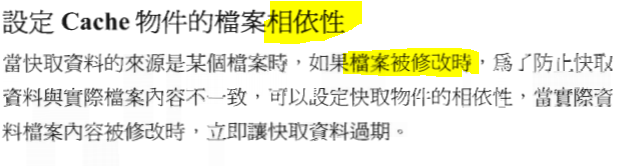 設定 Cache 物件的檔案相依性
當快取資料的來源是某個檔案時，如果檔案被修改時，為了防止快取
資料與實際檔案內容不一致，可以設定快取物件的相依性，當實際資
料檔案內容被修改時，立即讓快取資料過期。